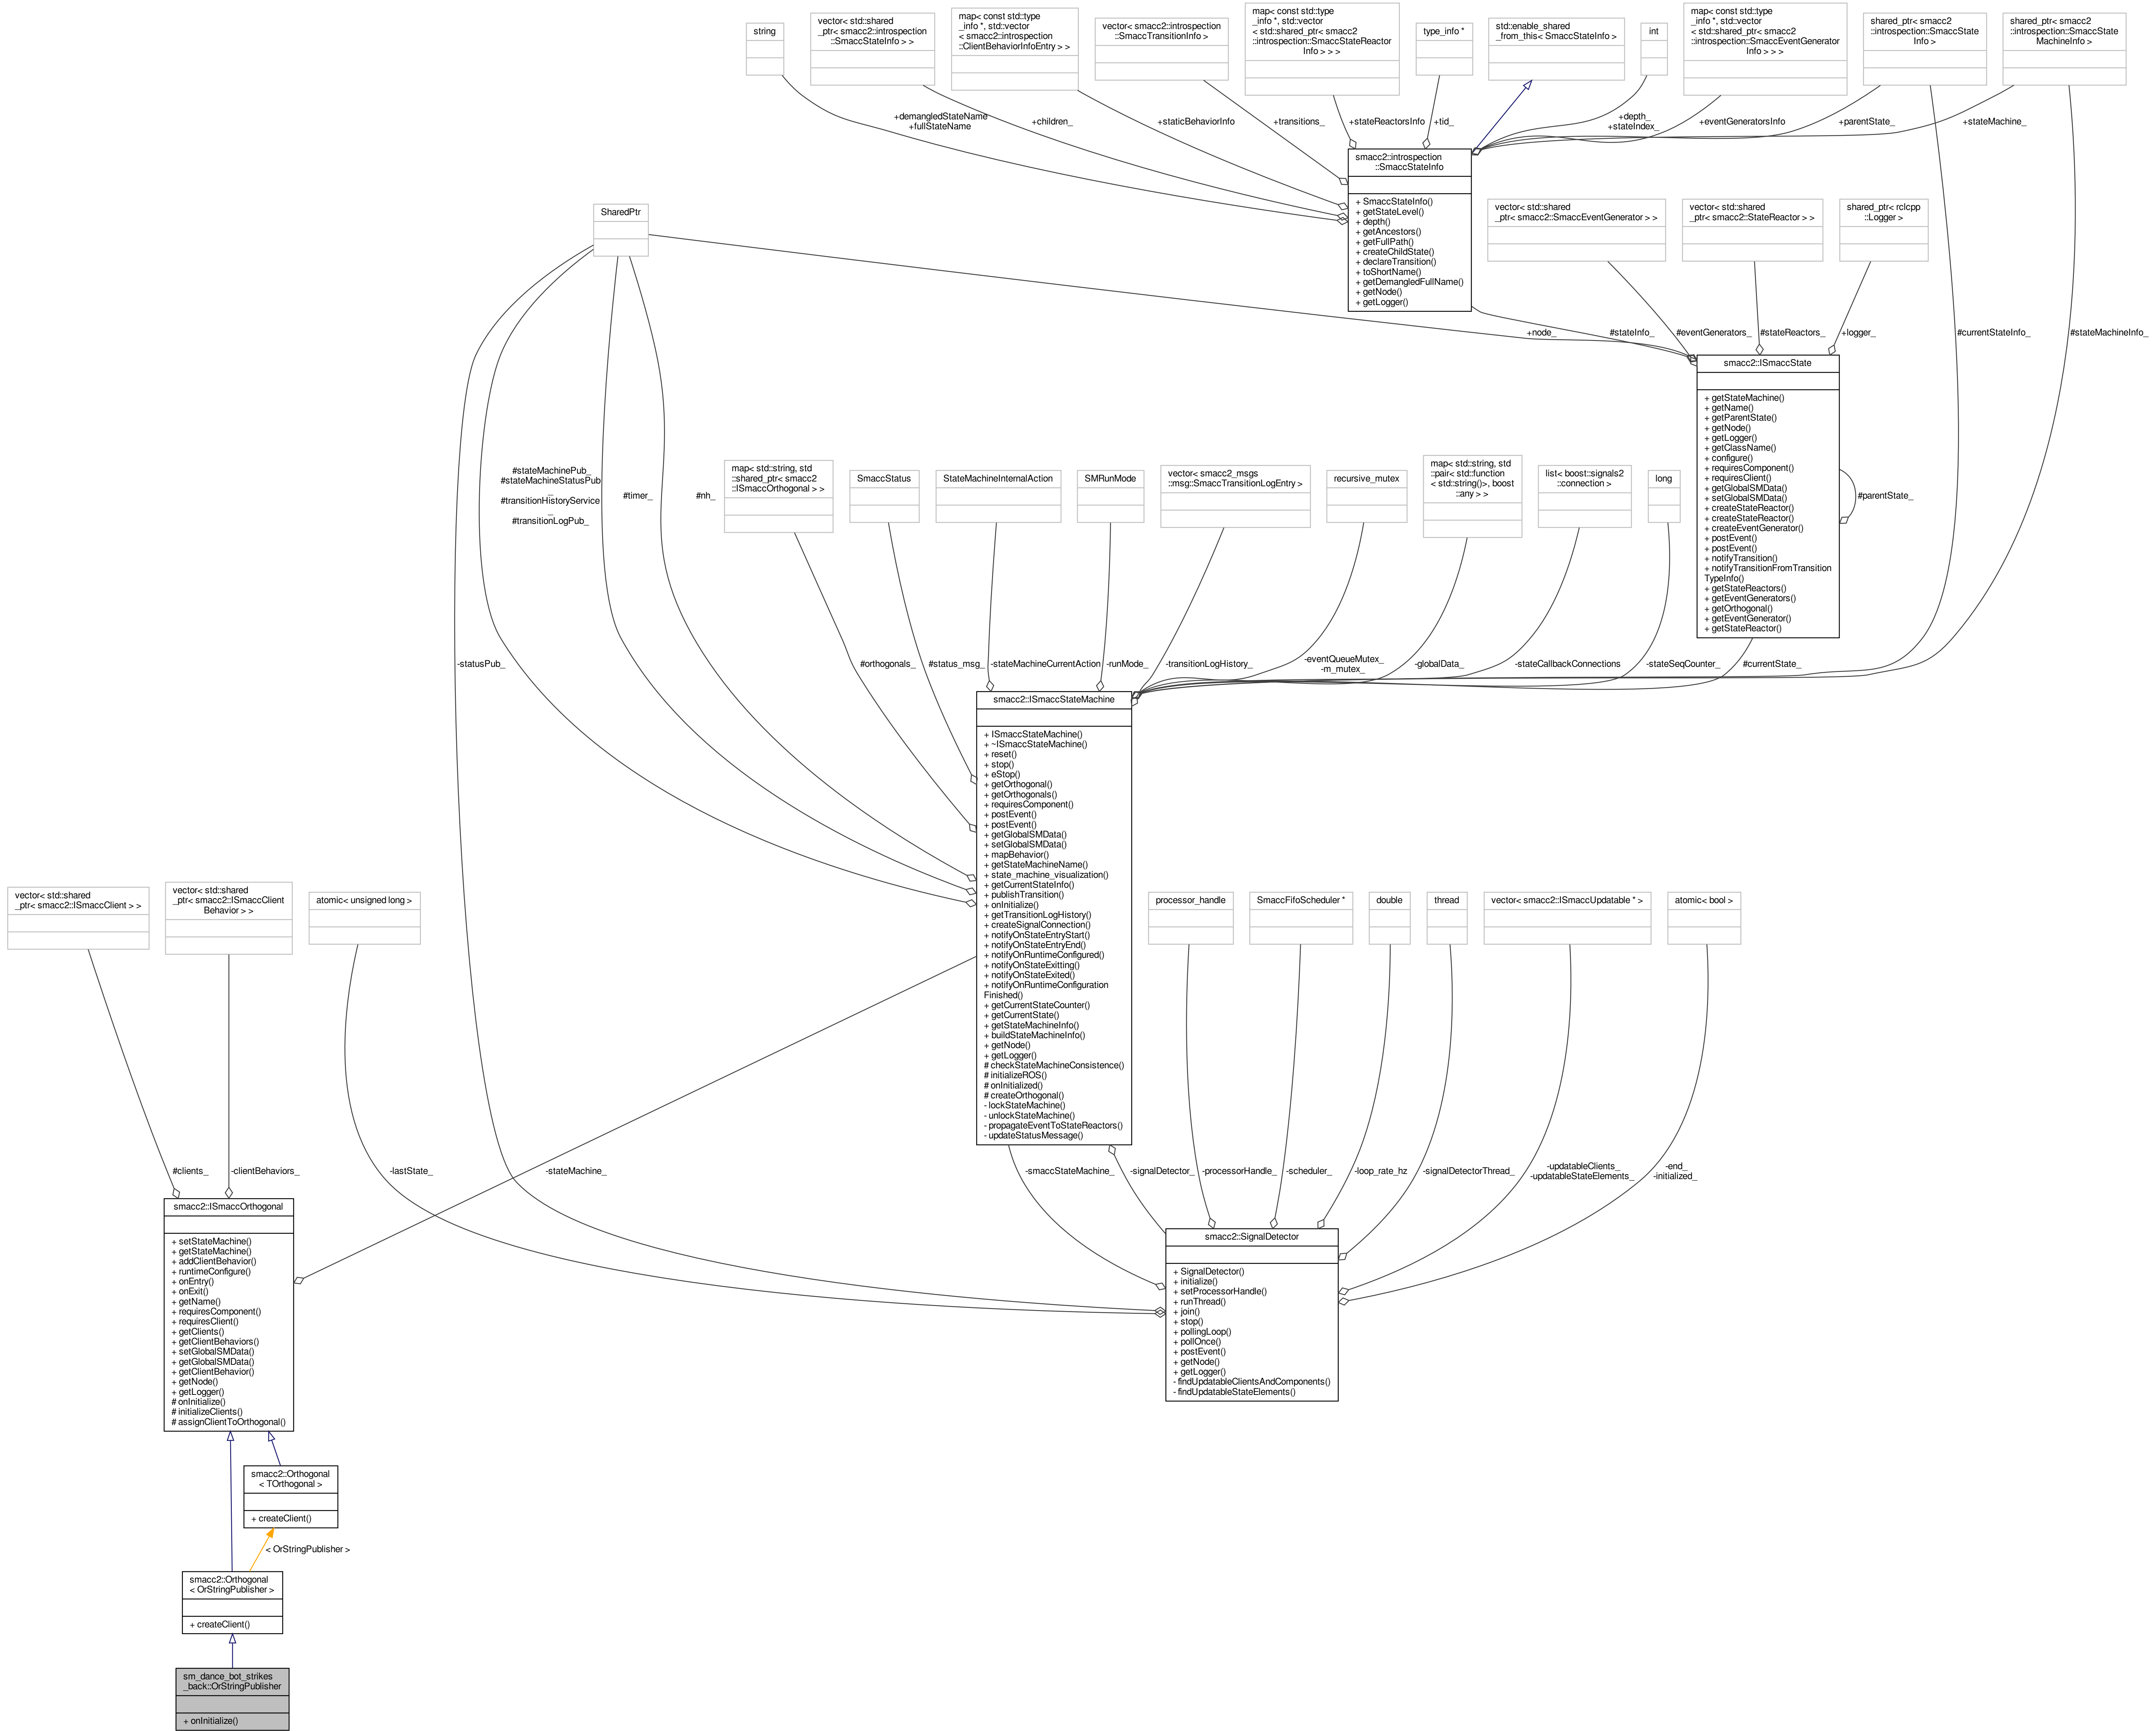 string
vector< std::shared
_ptr< smacc2::introspection
::SmaccStateInfo > >
map< const std::type
_info *, std::vector
< smacc2::introspection
::ClientBehaviorInfoEntry > >
vector< smacc2::introspection
::SmaccTransitionInfo >
map< const std::type
_info *, std::vector
< std::shared_ptr< smacc2
::introspection::SmaccStateReactor
Info > > >
type_info *
std::enable_shared
_from_this< SmaccStateInfo >
int
map< const std::type
_info *, std::vector
< std::shared_ptr< smacc2
::introspection::SmaccEventGenerator
Info > > >
shared_ptr< smacc2
::introspection::SmaccState
Info >
shared_ptr< smacc2
::introspection::SmaccState
MachineInfo >
+demangledStateName
+fullStateName
+children_
+staticBehaviorInfo
+transitions_
+stateReactorsInfo
+tid_
+depth_
+stateIndex_
+eventGeneratorsInfo
+parentState_
+stateMachine_
smacc2::introspection
::SmaccStateInfo
+ SmaccStateInfo()
+ getStateLevel()
+ depth()
+ getAncestors()
+ getFullPath()
+ createChildState()
+ declareTransition()
+ toShortName()
+ getDemangledFullName()
+ getNode()
+ getLogger()
SharedPtr
vector< std::shared
_ptr< smacc2::SmaccEventGenerator > >
vector< std::shared
_ptr< smacc2::StateReactor > >
shared_ptr< rclcpp
::Logger >
+node_
#stateInfo_
#eventGenerators_
#stateReactors_
+logger_
#currentStateInfo_
#stateMachineInfo_
smacc2::ISmaccState
+ getStateMachine()
+ getName()
+ getParentState()
+ getNode()
+ getLogger()
+ getClassName()
+ configure()
+ requiresComponent()
+ requiresClient()
+ getGlobalSMData()
+ setGlobalSMData()
+ createStateReactor()
+ createStateReactor()
+ createEventGenerator()
+ postEvent()
+ postEvent()
+ notifyTransition()
+ notifyTransitionFromTransition
TypeInfo()
+ getStateReactors()
+ getEventGenerators()
+ getOrthogonal()
+ getEventGenerator()
+ getStateReactor()
#parentState_
#stateMachinePub_
#stateMachineStatusPub
_
#transitionHistoryService
_
#transitionLogPub_
#timer_
#nh_
map< std::string, std
::shared_ptr< smacc2
::ISmaccOrthogonal > >
SmaccStatus
StateMachineInternalAction
SMRunMode
vector< smacc2_msgs
::msg::SmaccTransitionLogEntry >
recursive_mutex
map< std::string, std
::pair< std::function
< std::string()>, boost
::any > >
list< boost::signals2
::connection >
long
-statusPub_
#orthogonals_
#status_msg_
-stateMachineCurrentAction
-runMode_
-transitionLogHistory_
-eventQueueMutex_
-m_mutex_
-globalData_
-stateCallbackConnections
-stateSeqCounter_
#currentState_
smacc2::ISmaccStateMachine
+ ISmaccStateMachine()
+ ~ISmaccStateMachine()
+ reset()
+ stop()
+ eStop()
+ getOrthogonal()
+ getOrthogonals()
+ requiresComponent()
+ postEvent()
+ postEvent()
+ getGlobalSMData()
+ setGlobalSMData()
+ mapBehavior()
+ getStateMachineName()
+ state_machine_visualization()
+ getCurrentStateInfo()
+ publishTransition()
+ onInitialize()
+ getTransitionLogHistory()
+ createSignalConnection()
+ notifyOnStateEntryStart()
+ notifyOnStateEntryEnd()
+ notifyOnRuntimeConfigured()
+ notifyOnStateExitting()
+ notifyOnStateExited()
+ notifyOnRuntimeConfiguration
Finished()
+ getCurrentStateCounter()
+ getCurrentState()
+ getStateMachineInfo()
+ buildStateMachineInfo()
+ getNode()
+ getLogger()
# checkStateMachineConsistence()
# initializeROS()
# onInitialized()
# createOrthogonal()
- lockStateMachine()
- unlockStateMachine()
- propagateEventToStateReactors()
- updateStatusMessage()
vector< std::shared
_ptr< smacc2::ISmaccClient > >
vector< std::shared
_ptr< smacc2::ISmaccClient
Behavior > >
atomic< unsigned long >
processor_handle
SmaccFifoScheduler *
double
thread
vector< smacc2::ISmaccUpdatable * >
atomic< bool >
#clients_
-clientBehaviors_
-lastState_
-stateMachine_
-smaccStateMachine_
-signalDetector_
-processorHandle_
-scheduler_
-loop_rate_hz
-signalDetectorThread_
-updatableClients_
-updatableStateElements_
-end_
-initialized_
smacc2::ISmaccOrthogonal
+ setStateMachine()
+ getStateMachine()
+ addClientBehavior()
+ runtimeConfigure()
+ onEntry()
+ onExit()
+ getName()
+ requiresComponent()
+ requiresClient()
+ getClients()
+ getClientBehaviors()
+ setGlobalSMData()
+ getGlobalSMData()
+ getClientBehavior()
+ getNode()
+ getLogger()
# onInitialize()
# initializeClients()
# assignClientToOrthogonal()
smacc2::SignalDetector
+ SignalDetector()
+ initialize()
+ setProcessorHandle()
+ runThread()
+ join()
+ stop()
+ pollingLoop()
+ pollOnce()
+ postEvent()
+ getNode()
+ getLogger()
- findUpdatableClientsAndComponents()
- findUpdatableStateElements()
smacc2::Orthogonal
< TOrthogonal >
+ createClient()
< OrStringPublisher >
smacc2::Orthogonal
< OrStringPublisher >
+ createClient()
sm_dance_bot_strikes
_back::OrStringPublisher
+ onInitialize()